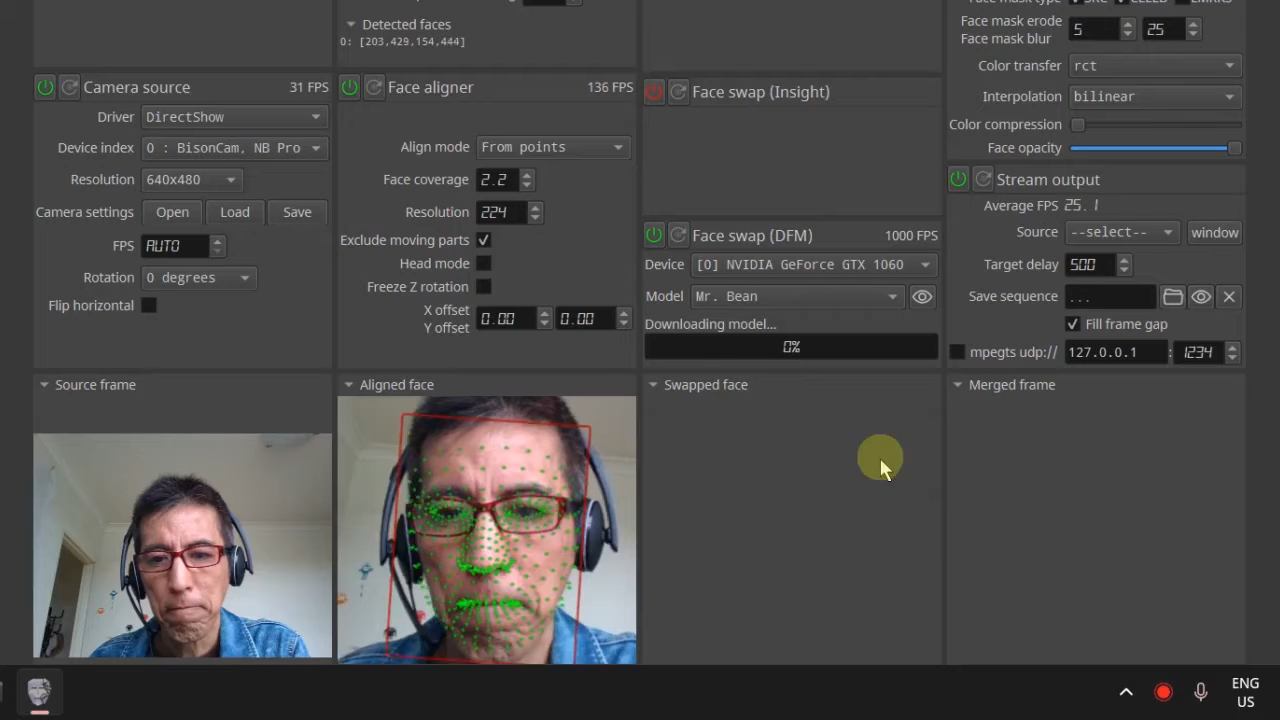 Detected faces
0: [203,429,154,444]
Face mask erode 5 25
Face mask blur
Color transfer rct
Interpolation bilinear
Color compression
Face opacity
Camera source 31 FPS
Driver DirectShow
Device index 0 : BisonCam, NB Pro
Resolution 640x480
Camera settings Open Load Save
FPS AUTO
Rotation 0 degrees
Flip horizontal
Face aligner 136 FPS
Align mode From points
Face coverage 2.2
Resolution 224
Exclude moving parts
Head mode
Freeze Z rotation
X offset 0.00 0.00
Y offset
Face swap (Insight)
Face swap (DFM) 1000 FPS
Device [0] NVIDIA GeForce GTX 1060
Model Mr. Bean
Downloading model...
0%
Stream output
Average FPS 25.1
Source --select-- window
Target delay 500
Save sequence ...
Fill frame gap
mpegts udp:// 127.0.0.1 : 1234
Source frame
Aligned face
Swapped face
Merged frame
ENG
US